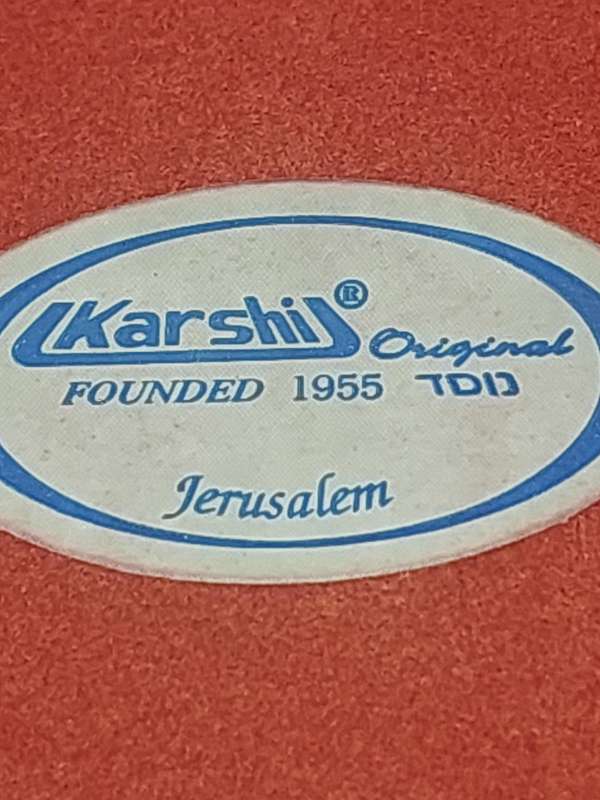 Karshi® Original
FOUNDED 1955 נוסד
Jerusalem